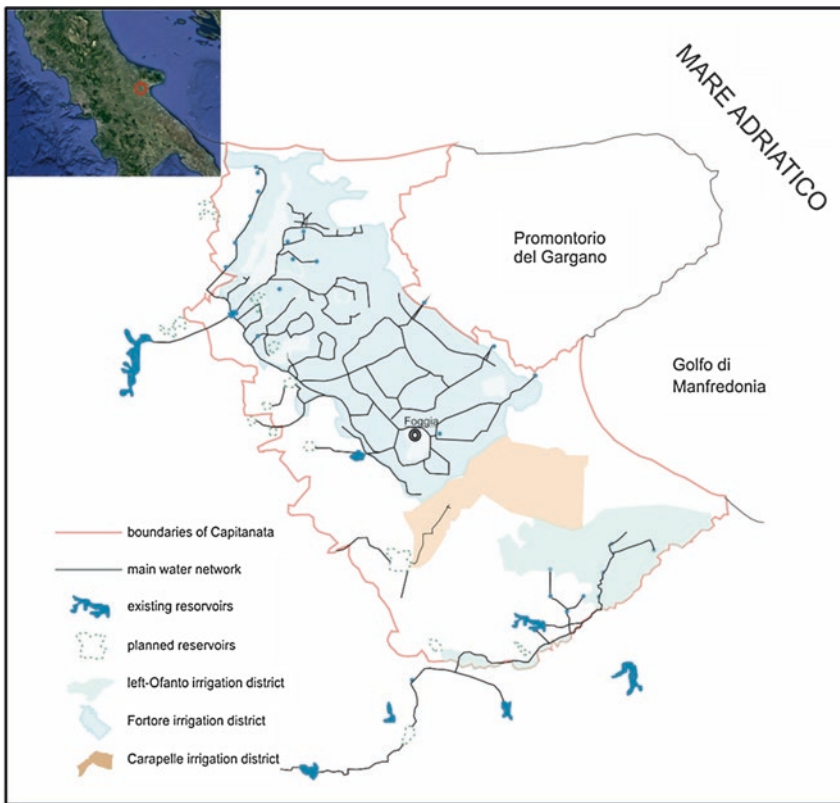 MARE ADRIATICO
Promontorio
del Gargano
Golfo di
Manfredonia
Foggia
boundaries of Capitanata
main water network
existing reservoirs
planned reservoirs
left-Ofanto irrigation district
Fortore irrigation district
Carapelle irrigation district